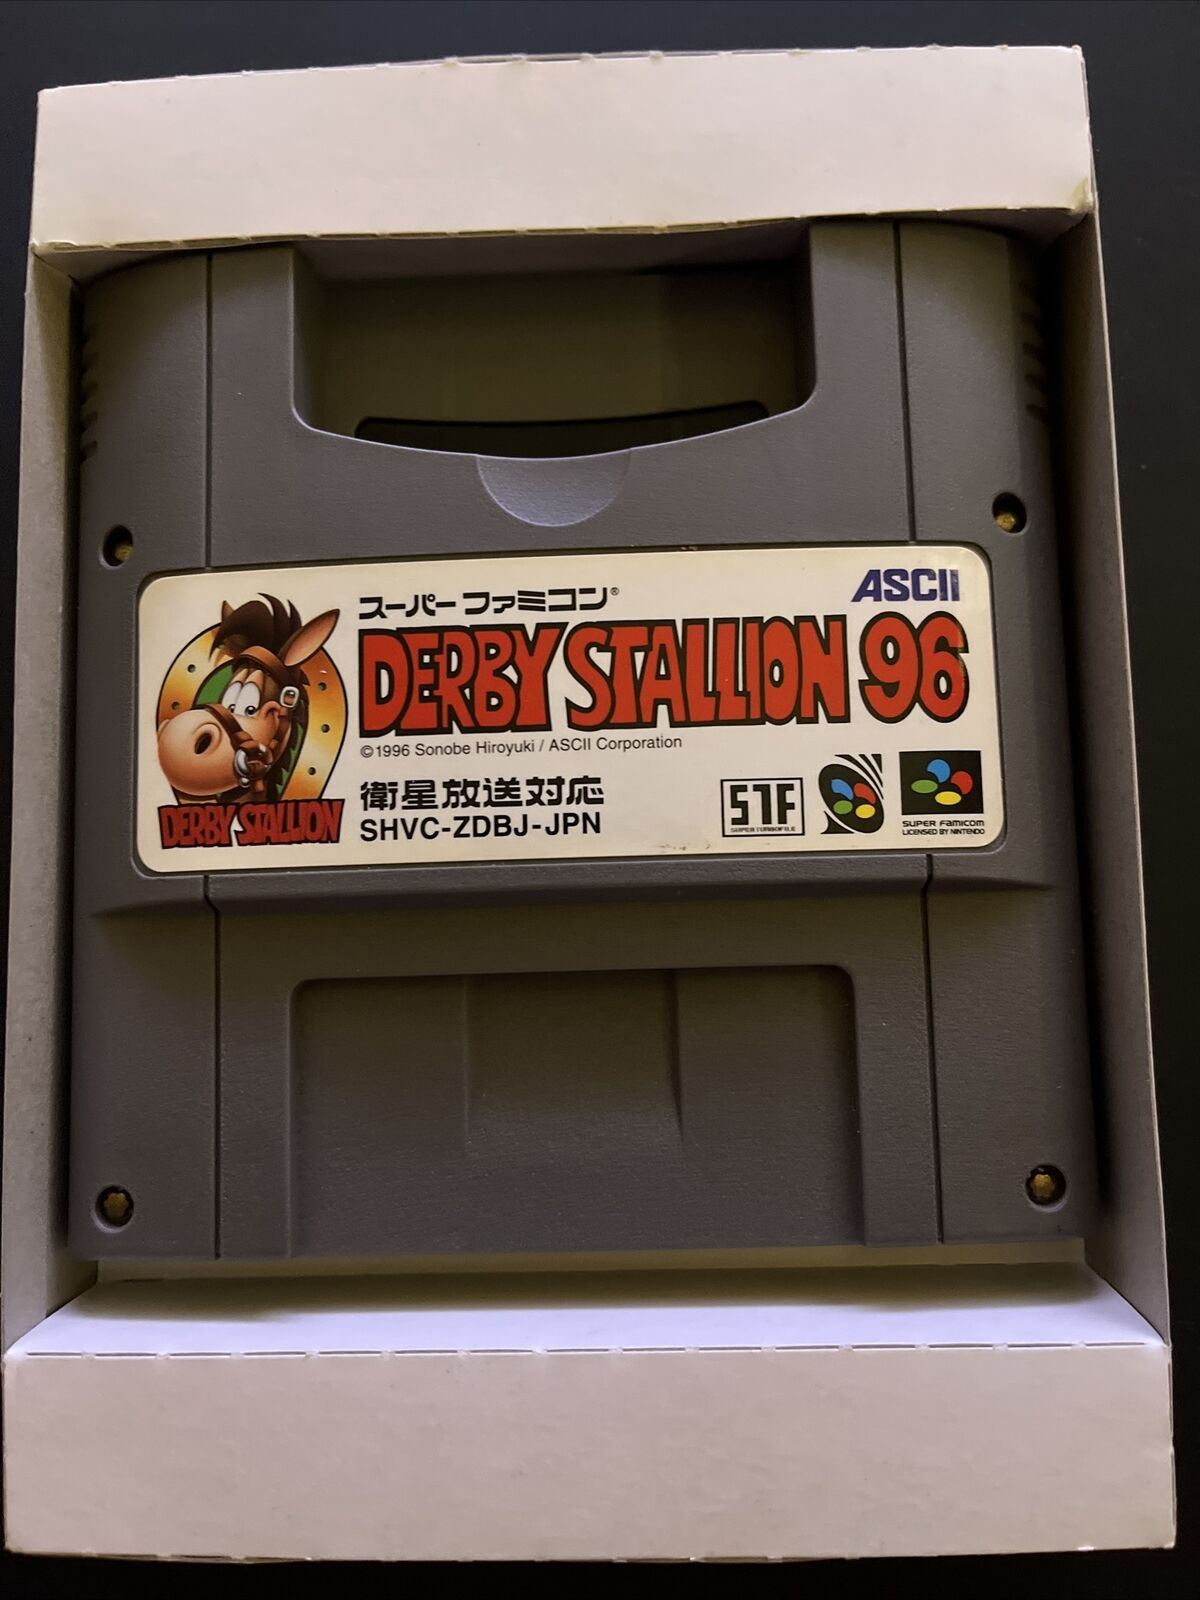 ASCII
スーパーファミコン®
DERBY STALLION 96
©1996 Sonobe Hiroyuki / ASCII Corporation
DERBY STALLION
衛星放送対応
SHVC-ZDBJ-JPN
STF
SUPER TURBOFILE
SUPER FAMICOM
LICENSED BY NINTENDO